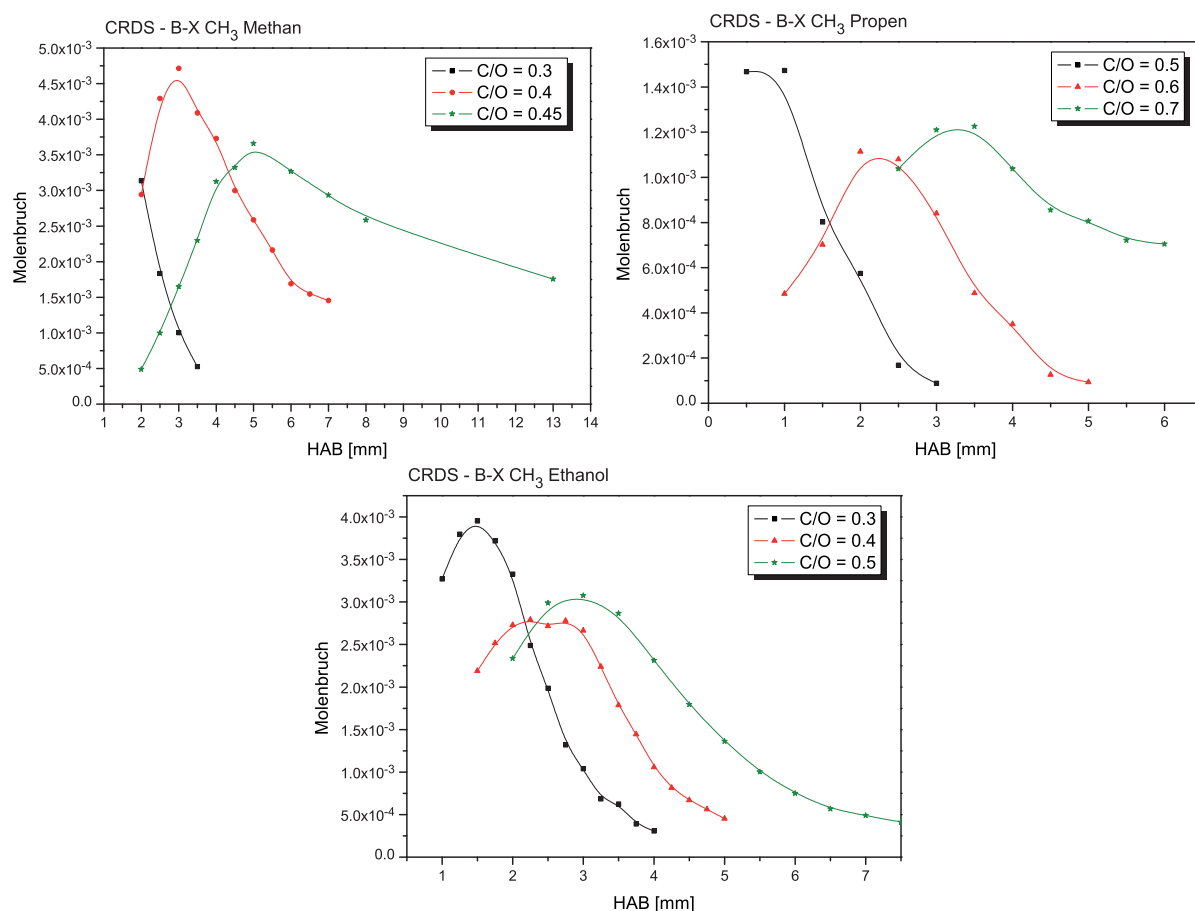 CRDS - B-X CH3 Methan
5.0x10-3
4.5x10-3
4.0x10-3
3.5x10-3
3.0x10-3
2.5x10-3
2.0x10-3
1.5x10-3
1.0x10-3
5.0x10-4
0.0
Molenbruch
C/O = 0.3
C/O = 0.4
C/O = 0.45
1 2 3 4 5 6 7 8 9 10 11 12 13 14
HAB [mm]
CRDS - B-X CH3 Propen
1.6x10-3
1.4x10-3
1.2x10-3
1.0x10-3
8.0x10-4
6.0x10-4
4.0x10-4
2.0x10-4
0.0
Molenbruch
C/O = 0.5
C/O = 0.6
C/O = 0.7
0 1 2 3 4 5 6
HAB [mm]
CRDS - B-X CH3 Ethanol
4.0x10-3
3.5x10-3
3.0x10-3
2.5x10-3
2.0x10-3
1.5x10-3
1.0x10-3
5.0x10-4
0.0
Molenbruch
C/O = 0.3
C/O = 0.4
C/O = 0.5
1 2 3 4 5 6 7
HAB [mm]